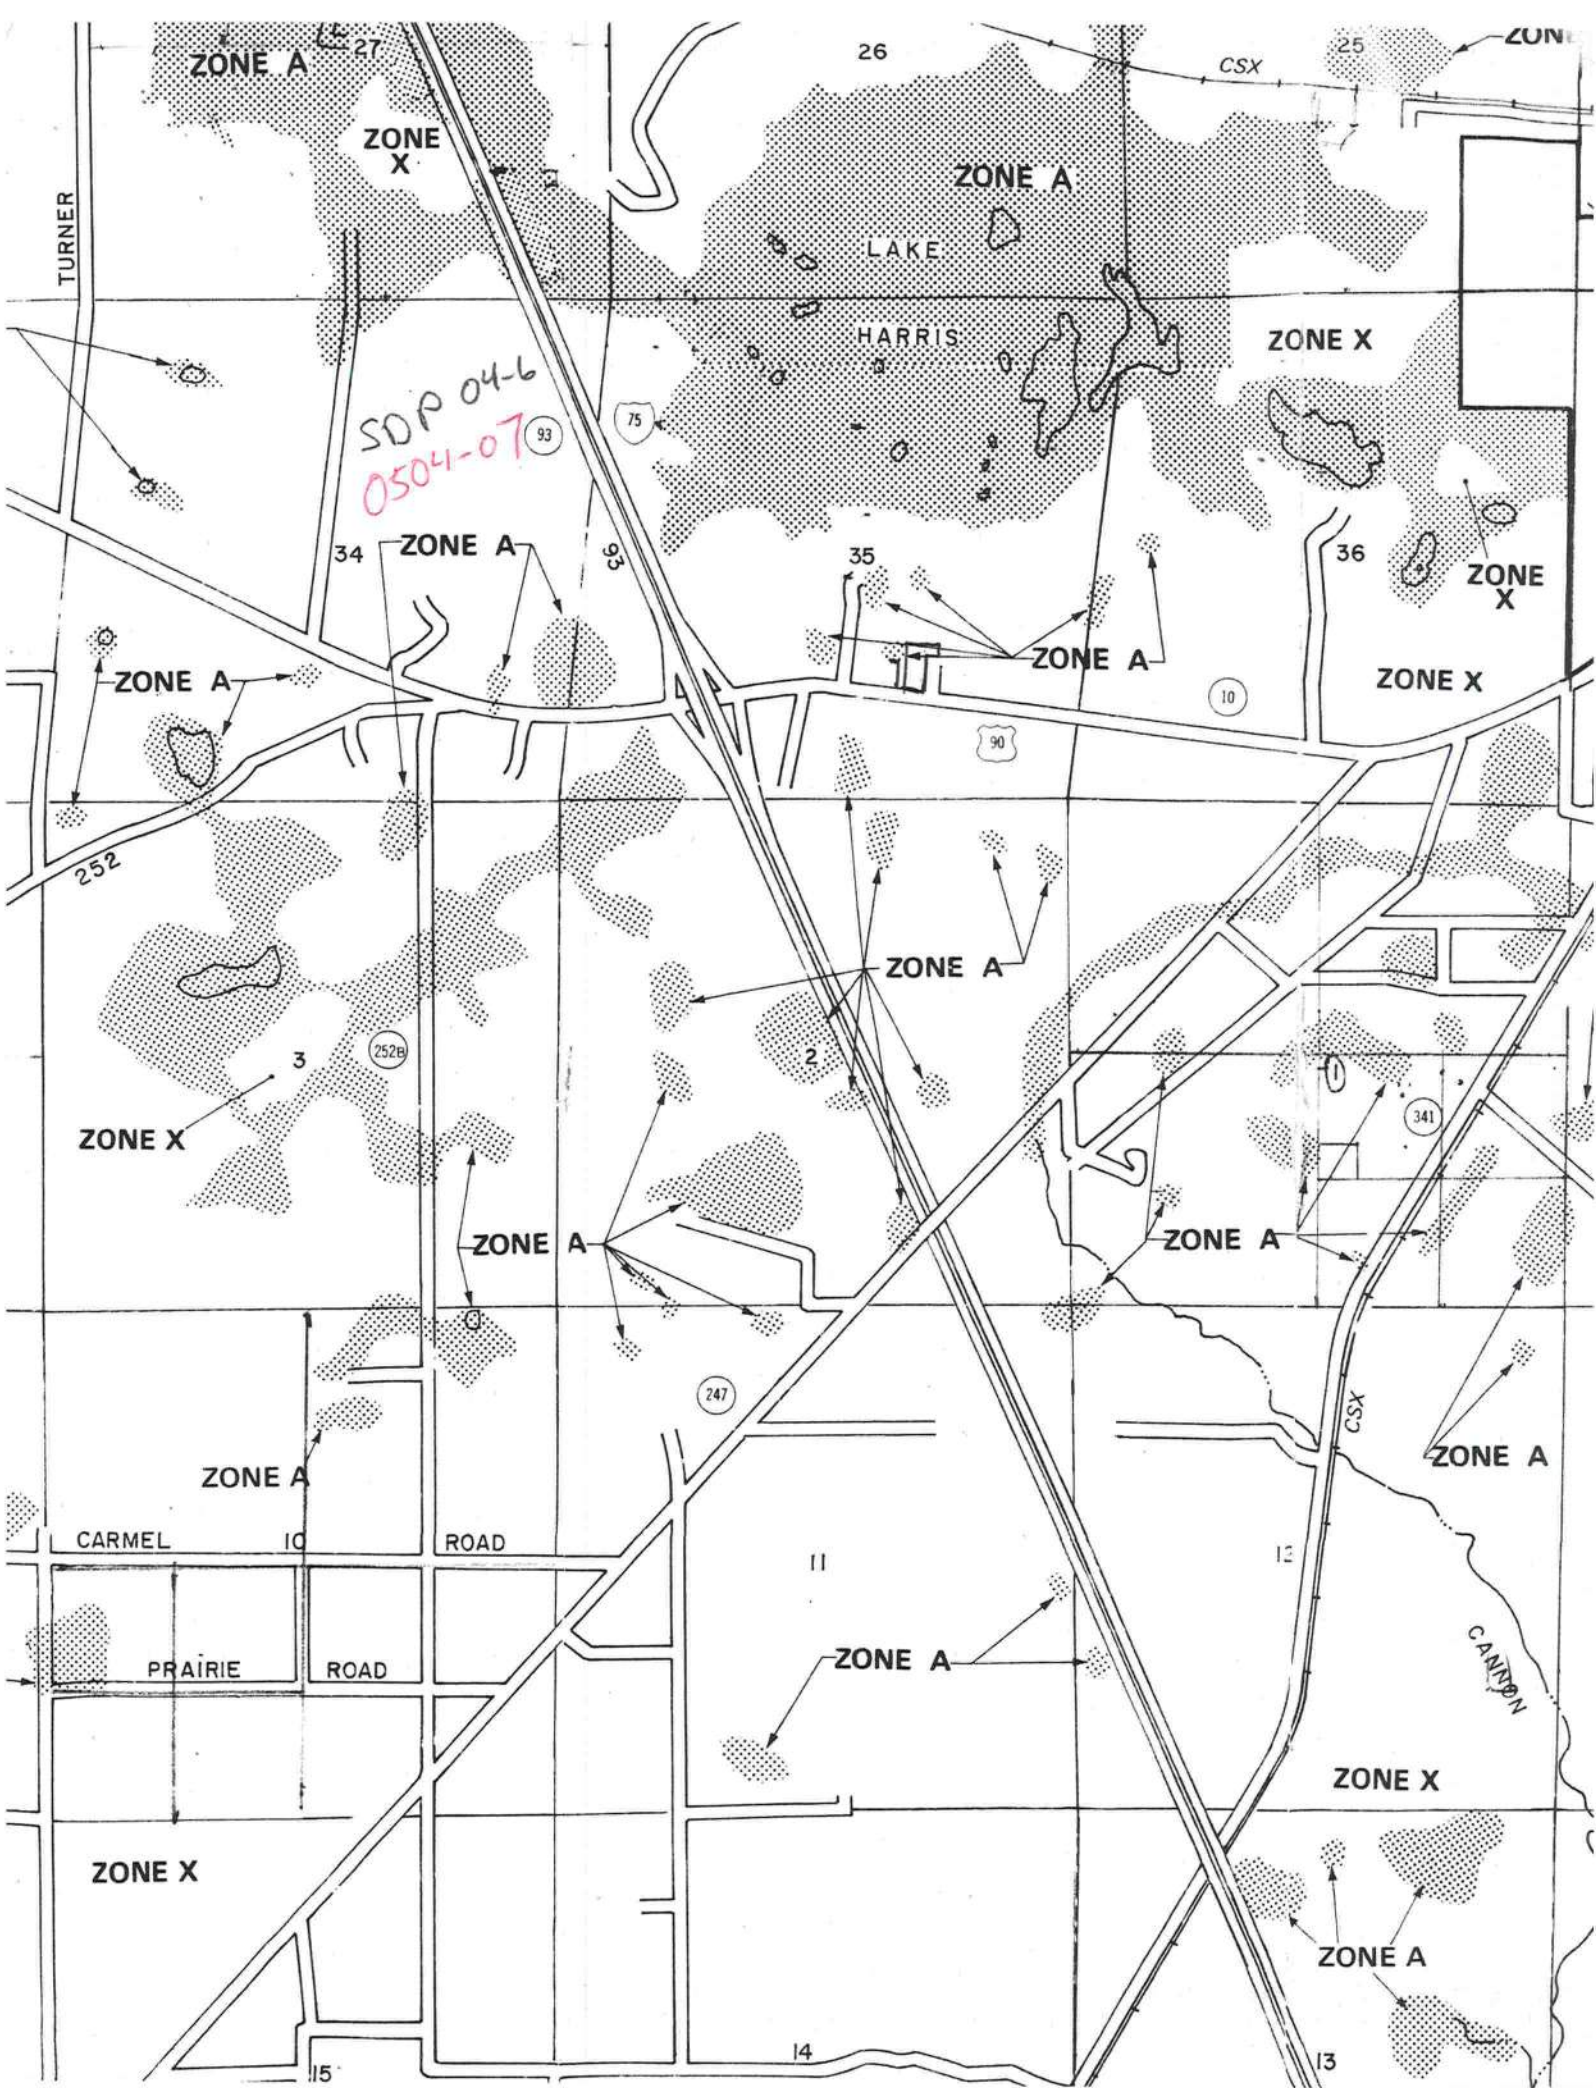 ZONE A
27
26
CSX
25
ZONE
ZONE
X
ZONE A
TURNER
LAKE
HARRIS
ZONE X
SDP 04-6
0504-07
93
75
34
ZONE A
93
35
36
ZONE
X
ZONE A
ZONE A
ZONE X
10
90
252
ZONE A
3
252B
2
1
341
ZONE X
ZONE A
ZONE A
247
CSX
ZONE A
ZONE A
CARMEL
10
ROAD
11
12
PRAIRIE
ROAD
ZONE A
CANNON
ZONE X
ZONE X
ZONE A
14
13
15